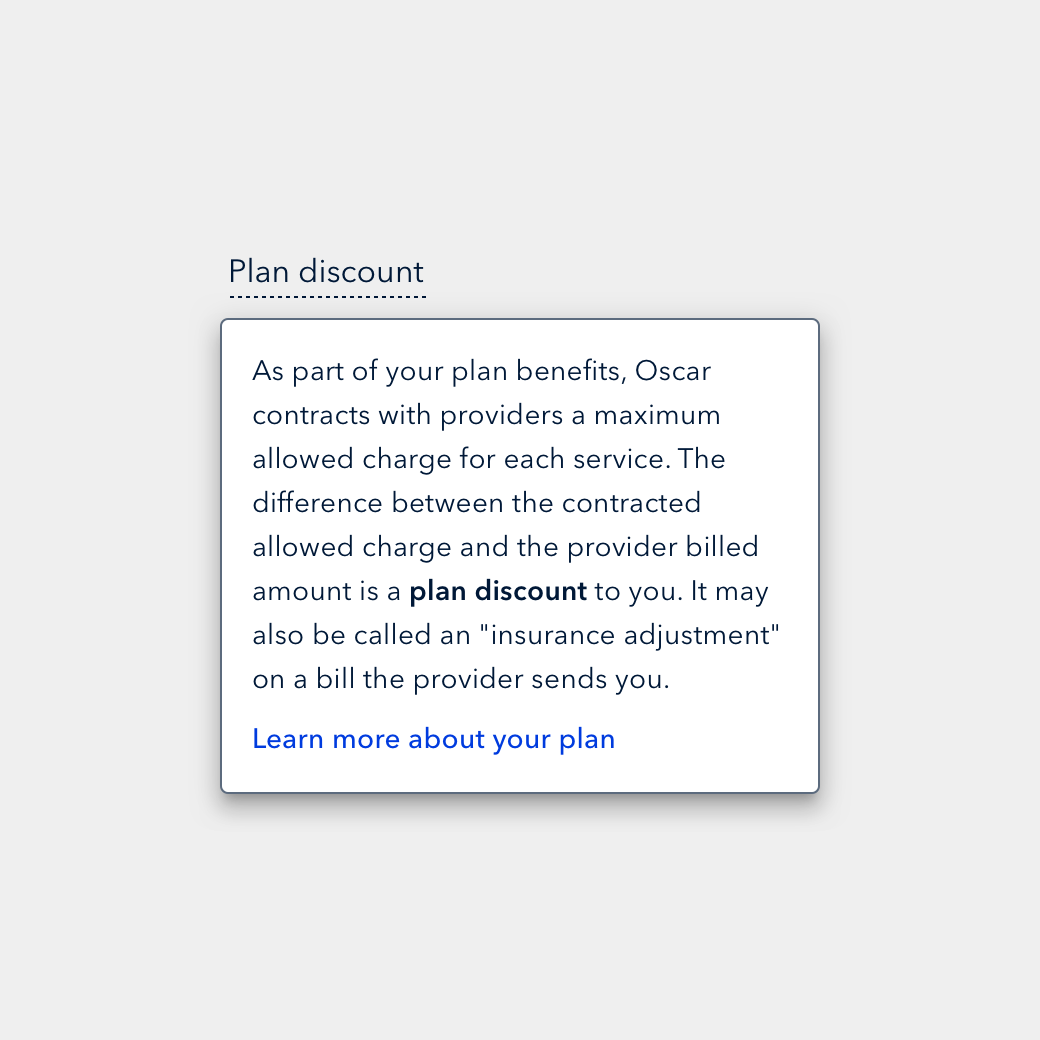 Plan discount
As part of your plan benefits, Oscar
contracts with providers a maximum
allowed charge for each service. The
difference between the contracted
allowed charge and the provider billed
amount is a plan discount to you. It may
also be called an "insurance adjustment"
on a bill the provider sends you.
Learn more about your plan